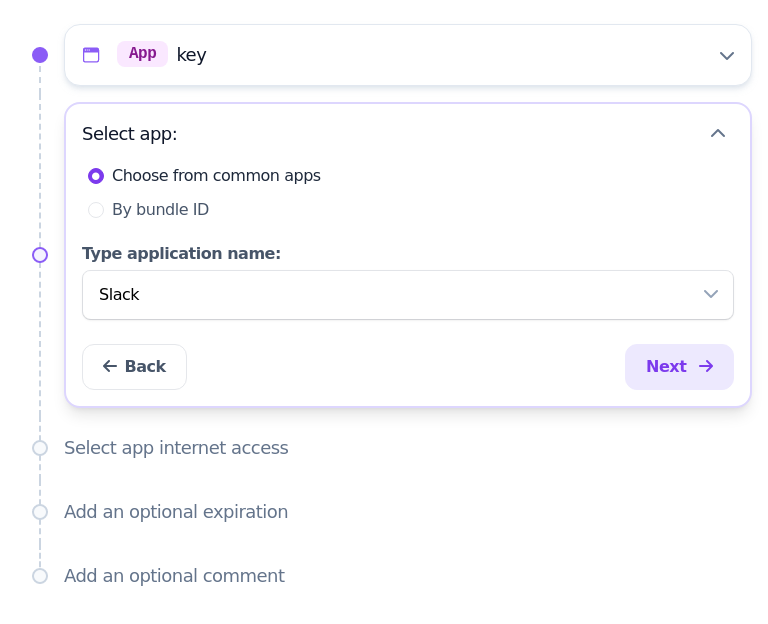 App key
Select app:
Choose from common apps
By bundle ID
Type application name:
Slack
← Back
Next →
Select app internet access
Add an optional expiration
Add an optional comment